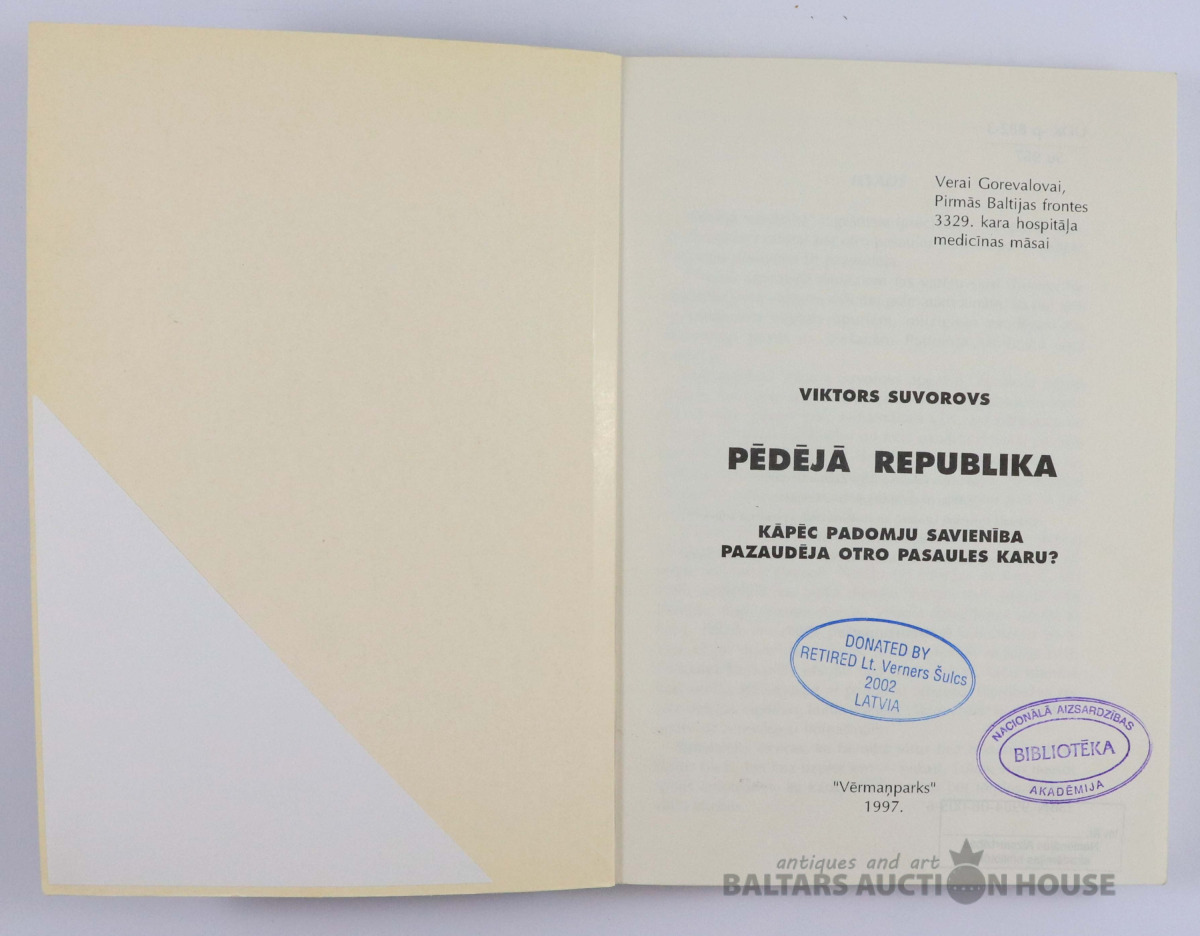 Verai Gorevalovai,
Pirmās Baltijas frontes
3329. kara hospitāļa
medicīnas māsai
VIKTORS SUVOROVS
PĒDĒJĀ REPUBLIKA
KĀPĒC PADOMJU SAVIENĪBA
PAZAUDĒJA OTRO PASAULES KARU?
DONATED BY
RETIRED Lt. Verners Šulcs
2002
LATVIA
NACIONĀLĀ AIZSARDZĪBAS
BIBLIOTĒKA
AKADĒMIJA
"Vērmaņparks"
1997.
antiques and art
BALTARS AUCTION HOUSE